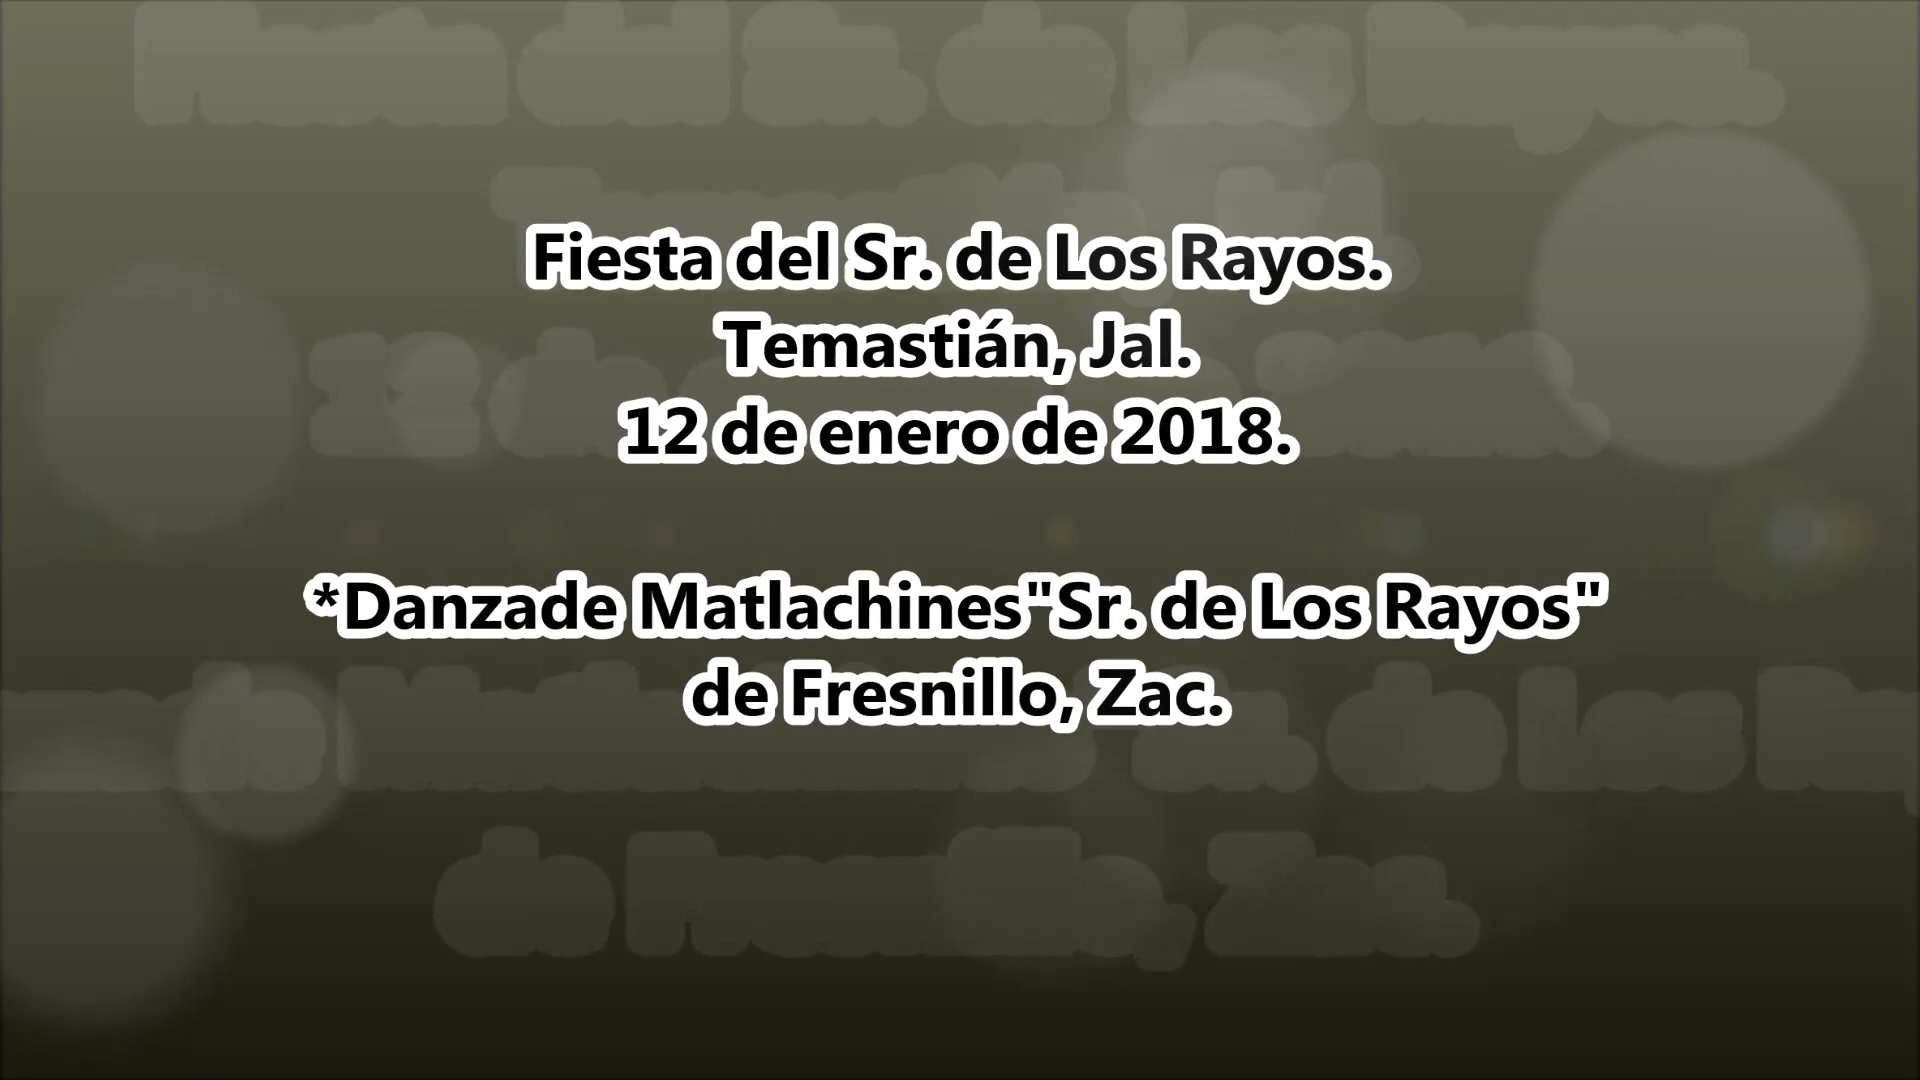 Fiesta del Sr. de Los Rayos.
Temastián, Jal.
12 de enero de 2018.
*Danzade Matlachines"Sr. de Los Rayos"
de Fresnillo, Zac.